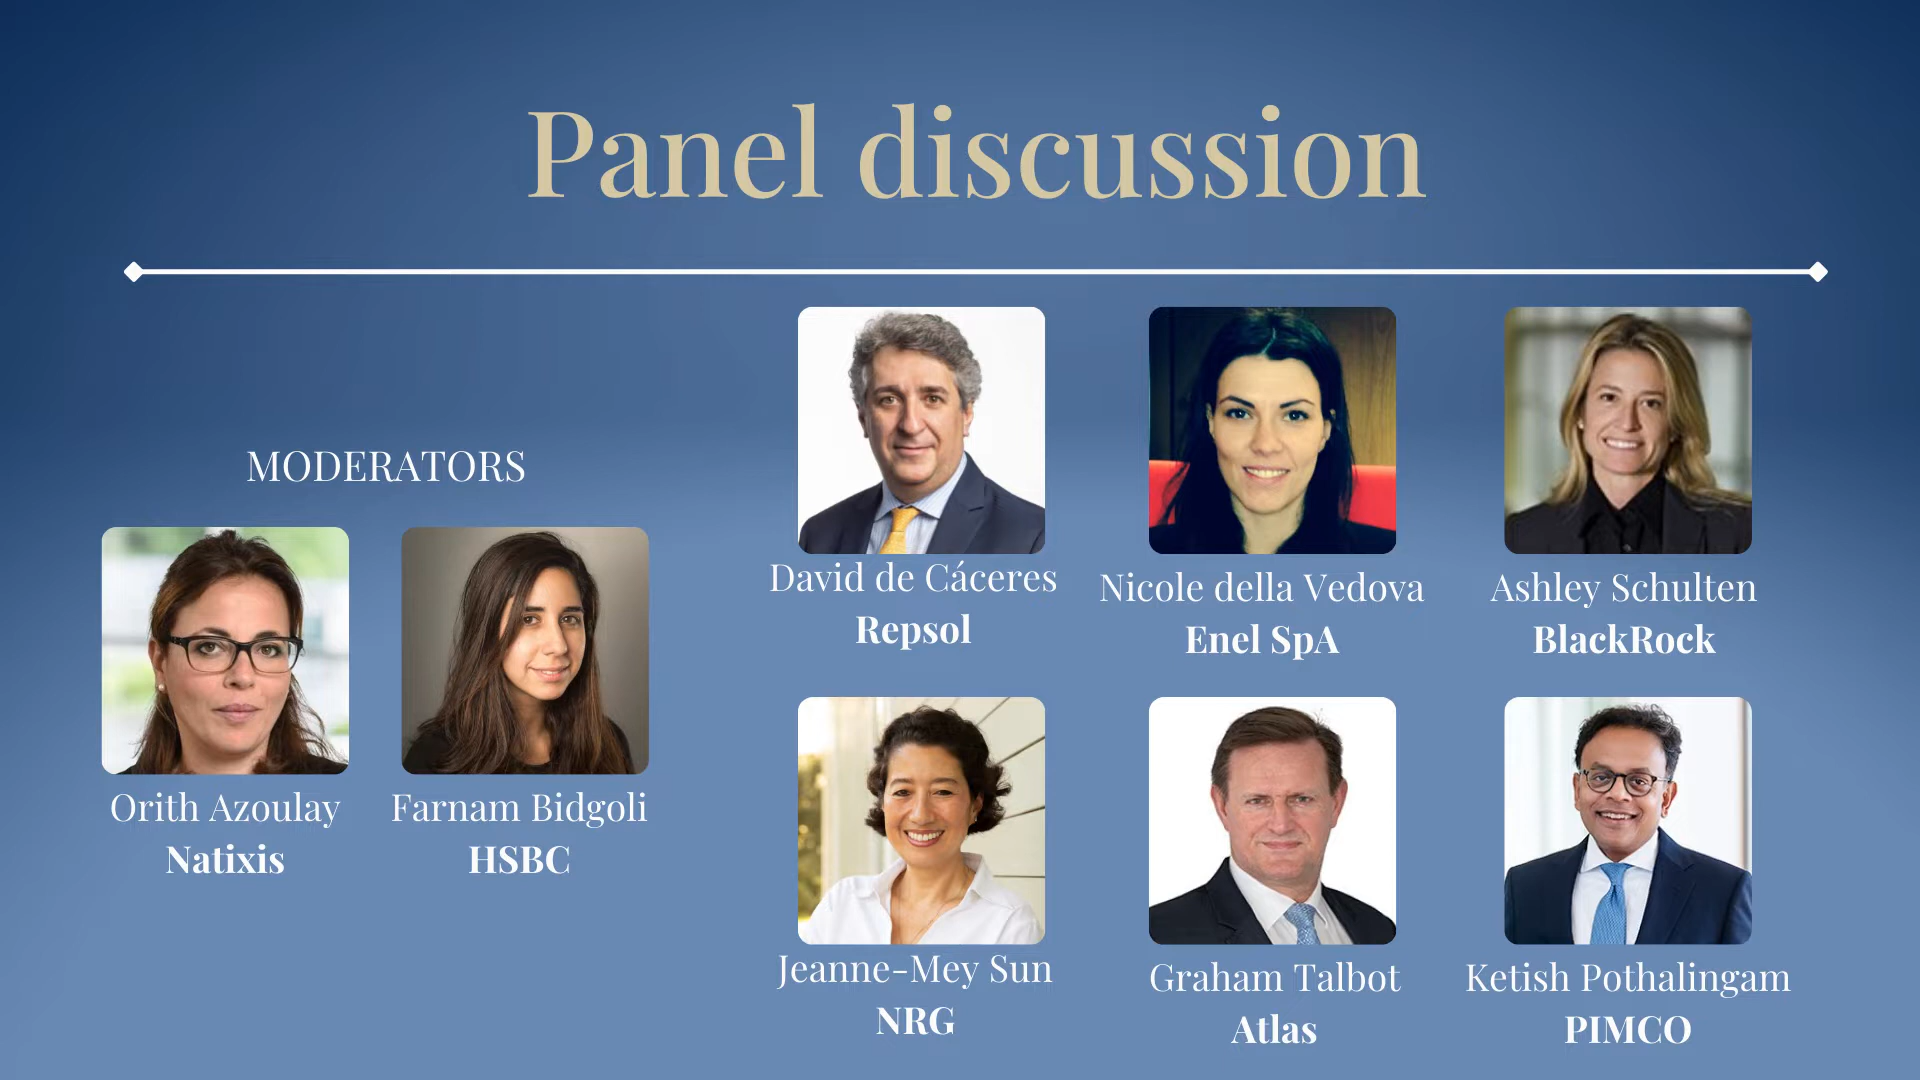 Panel discussion
MODERATORS
Orith Azoulay
Natixis
Farnam Bidgoli
HSBC
David de Cáceres
Repsol
Nicole della Vedova
Enel SpA
Ashley Schulten
BlackRock
Jeanne-Mey Sun
NRG
Graham Talbot
Atlas
Ketish Pothalingam
PIMCO